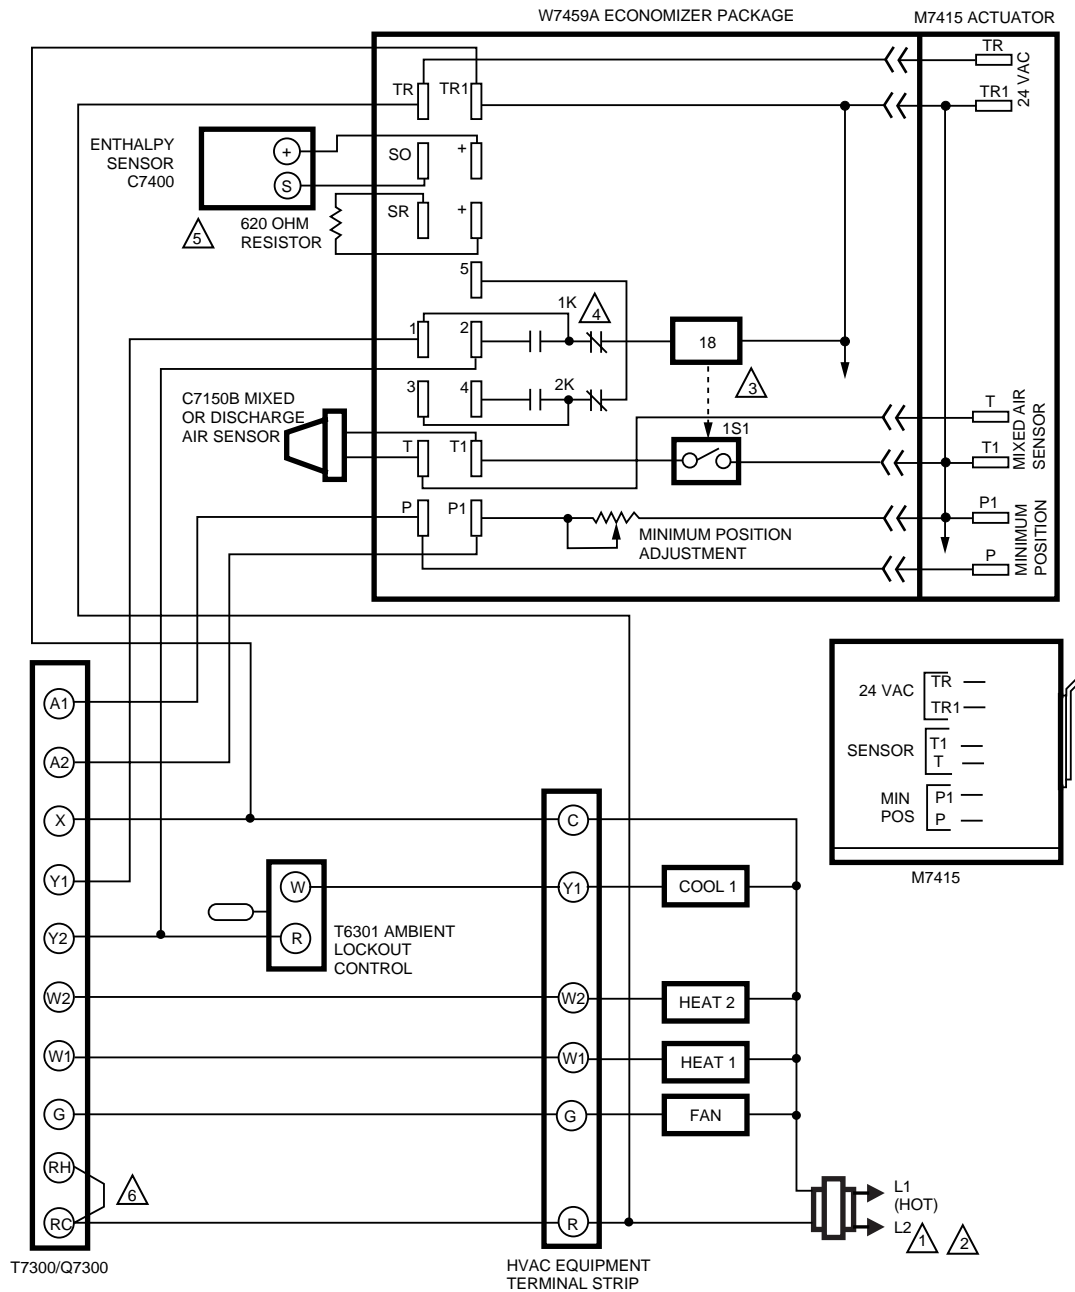 W7459A ECONOMIZER PACKAGE
M7415 ACTUATOR
TR
TR1
24 VAC
TR
TR1
ENTHALPY
SENSOR
C7400
+
S
SO
+
SR
+
5
620 OHM
RESISTOR
5
1K
4
1
2
18
3
3
4
2K
C7150B MIXED
OR DISCHARGE
AIR SENSOR
T
T1
1S1
T
T1
MIXED AIR
SENSOR
P
P1
MINIMUM POSITION
ADJUSTMENT
P1
P
MINIMUM
POSITION
A1
A2
X
Y1
Y2
W2
W1
G
RH
RC
6
T7300/Q7300
W
R
T6301 AMBIENT
LOCKOUT
CONTROL
C
Y1
W2
W1
G
R
HVAC EQUIPMENT
TERMINAL STRIP
COOL 1
HEAT 2
HEAT 1
FAN
24 VAC
TR
TR1
SENSOR
T1
T
MIN
POS
P1
P
M7415
L1
(HOT)
L2
1
2